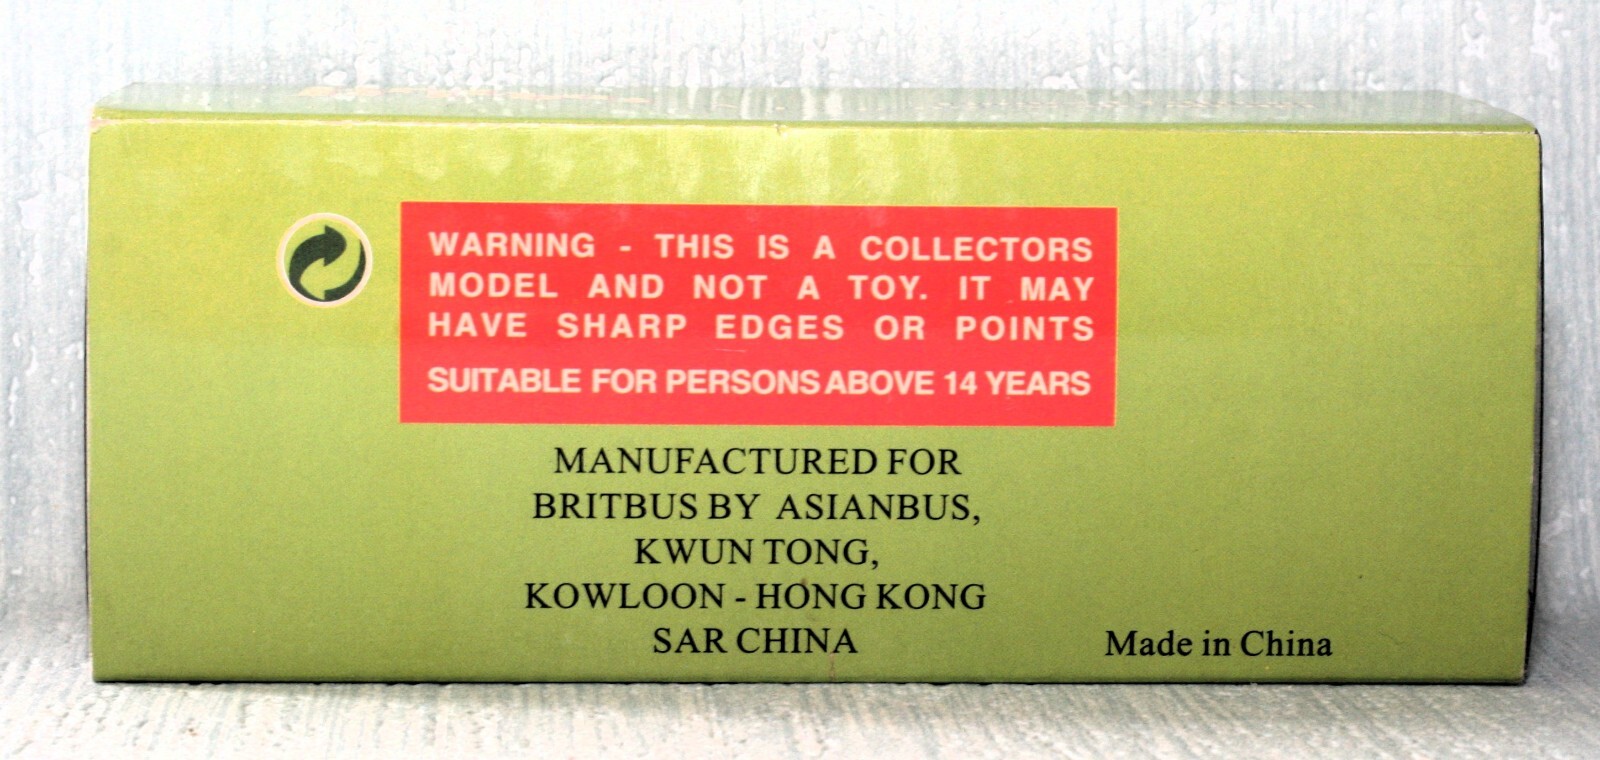 WARNING - THIS IS A COLLECTORS
MODEL AND NOT A TOY. IT MAY
HAVE SHARP EDGES OR POINTS
SUITABLE FOR PERSONS ABOVE 14 YEARS
MANUFACTURED FOR
BRITBUS BY ASIANBUS,
KWUN TONG,
KOWLOON - HONG KONG
SAR CHINA
Made in China